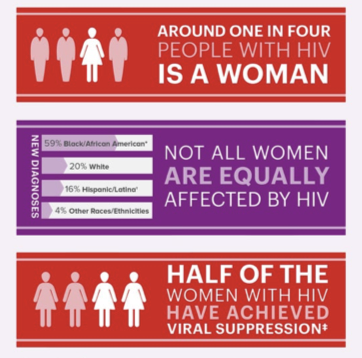 AROUND ONE IN FOUR
PEOPLE WITH HIV
IS A WOMAN
NEW DIAGNOSES
59% Black/African American*
20% White
16% Hispanic/Latina†
4% Other Races/Ethnicities
NOT ALL WOMEN
ARE EQUALLY
AFFECTED BY HIV
HALF OF THE
WOMEN WITH HIV
HAVE ACHIEVED
VIRAL SUPPRESSION‡